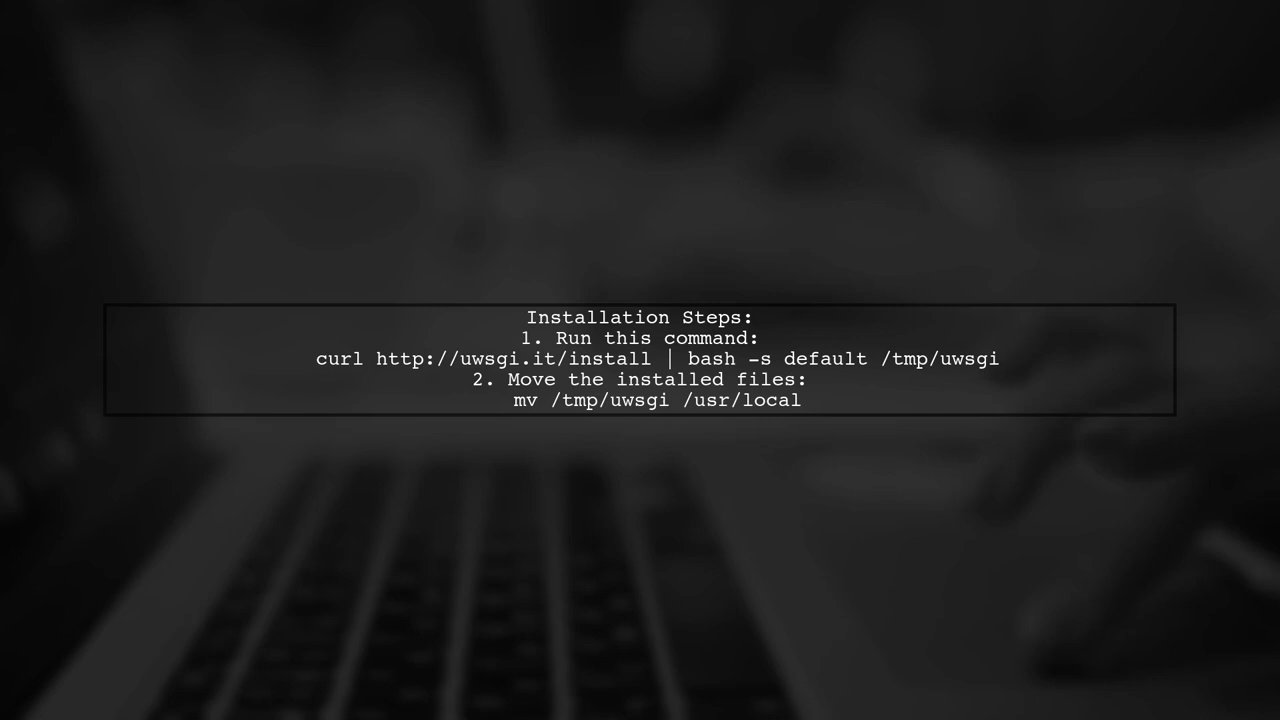 Installation Steps:
1. Run this command:
curl http://uwsgi.it/install | bash -s default /tmp/uwsgi
2. Move the installed files:
mv /tmp/uwsgi /usr/local